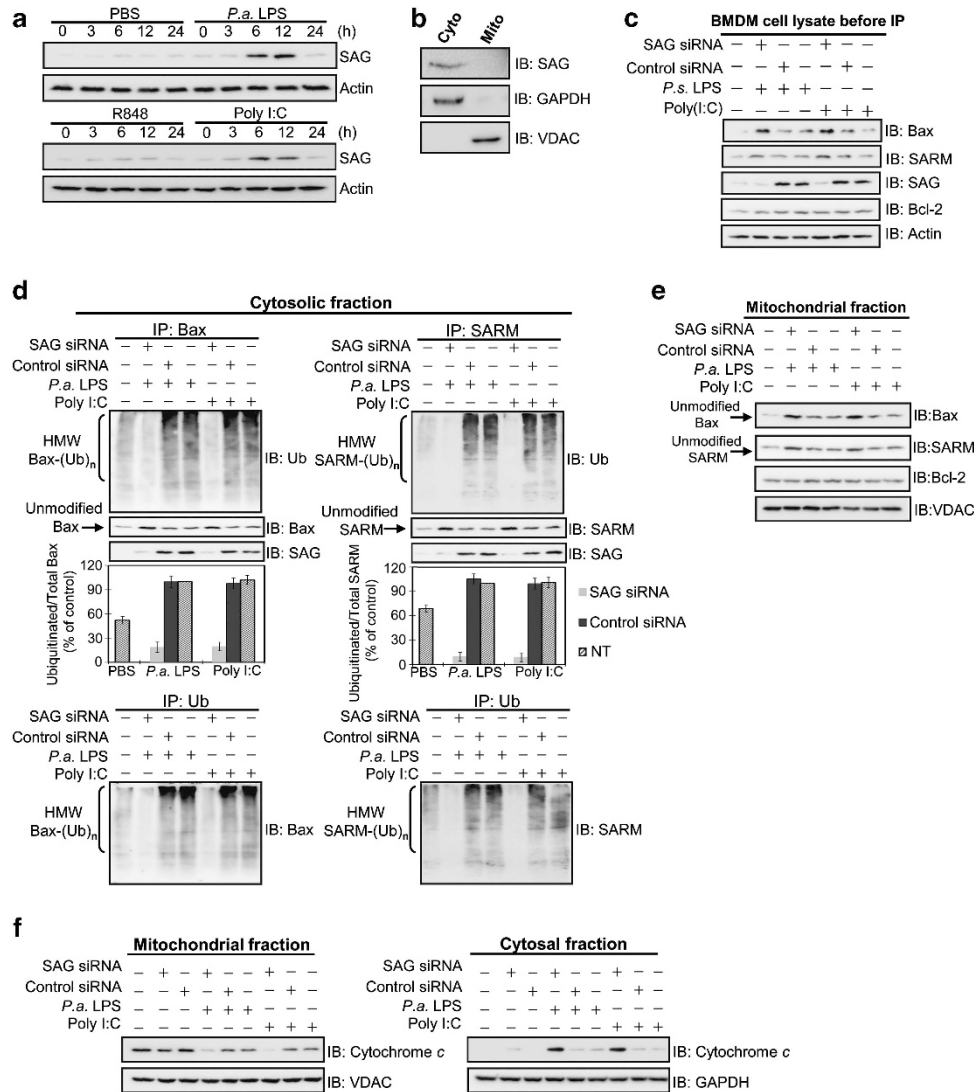 a
PBS P.a. LPS
0 3 6 12 24 0 3 6 12 24 (h)
SAG
Actin
R848 Poly I:C
0 3 6 12 24 0 3 6 12 24 (h)
SAG
Actin
b
Cyto Mito
IB: SAG
IB: GAPDH
IB: VDAC
c
BMDM cell lysate before IP
SAG siRNA – + – – + – –
Control siRNA – – + – – + –
P.s. LPS – + + + – – –
Poly(I:C) – – – – + + +
IB: Bax
IB: SARM
IB: SAG
IB: Bcl-2
IB: Actin
d
Cytosolic fraction
IP: Bax
SAG siRNA – + – – + – –
Control siRNA – – + – – + –
P.a. LPS – + + + – – –
Poly I:C – – – – + + +
HMW
Bax-(Ub)n
IB: Ub
Unmodified
Bax
IB: Bax
IB: SAG
Ubiquitinated/Total Bax
(% of control)
120
90
60
30
0
PBS P.a. LPS Poly I:C
IP: SARM
SAG siRNA – + – – + – –
Control siRNA – – + – – + –
P.a. LPS – + + + – – –
Poly I:C – – – – + + +
HMW
SARM-(Ub)n
IB: Ub
Unmodified
SARM
IB: SARM
IB: SAG
Ubiquitinated/Total SARM
(% of control)
120
90
60
30
0
PBS P.a. LPS Poly I:C
SAG siRNA
Control siRNA
NT
IP: Ub
SAG siRNA – + – – + – –
Control siRNA – – + – – + –
P.a. LPS – + + + – – –
Poly I:C – – – – + + +
HMW
Bax-(Ub)n
IB: Bax
IP: Ub
SAG siRNA – + – – + – –
Control siRNA – – + – – + –
P.a. LPS – + + + – – –
Poly I:C – – – – + + +
HMW
SARM-(Ub)n
IB: SARM
e
Mitochondrial fraction
SAG siRNA – + – – + – –
Control siRNA – – + – – + –
P.a. LPS – + + + – – –
Poly I:C – – – – + + +
Unmodified
Bax
IB:Bax
Unmodified
SARM
IB:SARM
IB:Bcl-2
IB:VDAC
f
Mitochondrial fraction
SAG siRNA – + – + – – + – –
Control siRNA – – + – + – – + –
P.a. LPS – – – + + + – – –
Poly I:C – – – – – – + + +
IB: Cytochrome c
IB: VDAC
Cytosal fraction
SAG siRNA – + – + – – + – –
Control siRNA – – + – + – – + –
P.a. LPS – – – + + + – – –
Poly I:C – – – – – – + + +
IB: Cytochrome c
IB: GAPDH